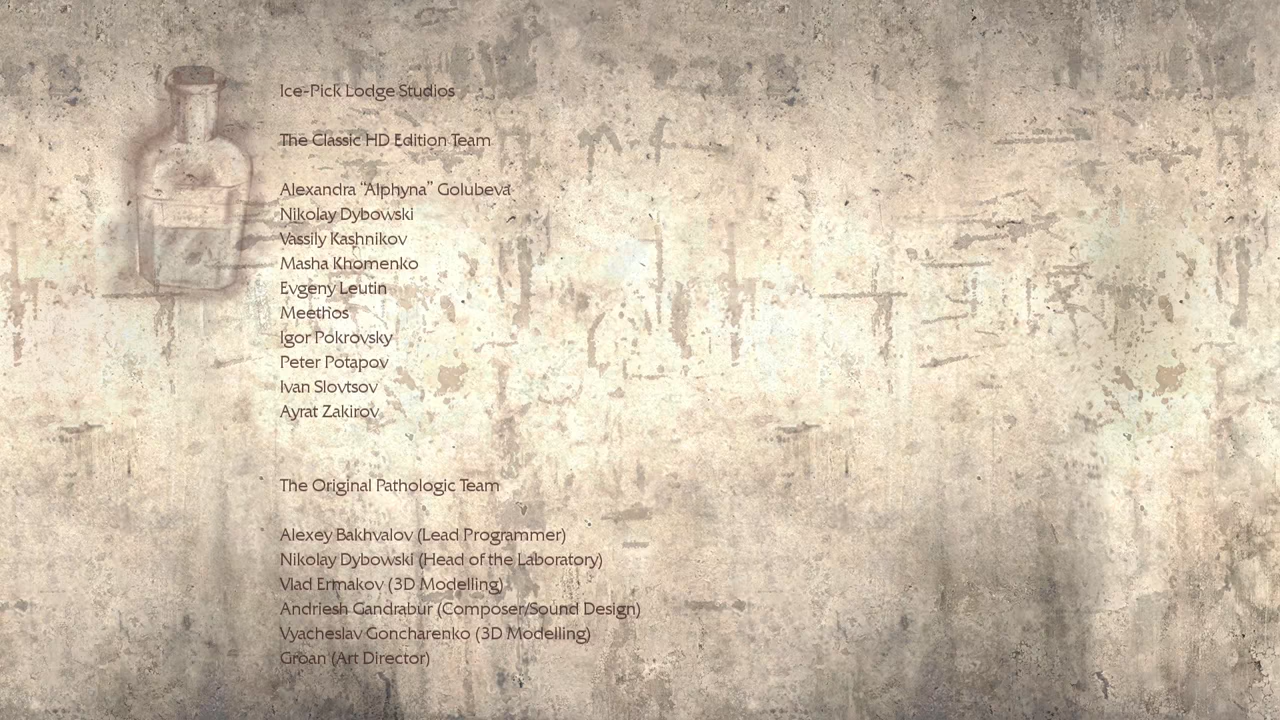 Ice-Pick Lodge Studios
The Classic HD Edition Team
Alexandra “Alphyna” Golubeva
Nikolay Dybowski
Vassily Kashnikov
Masha Khomenko
Evgeny Leutin
Meethos
Igor Pokrovsky
Peter Potapov
Ivan Slovtsov
Ayrat Zakirov
The Original Pathologic Team
Alexey Bakhvalov (Lead Programmer)
Nikolay Dybowski (Head of the Laboratory)
Vlad Ermakov (3D Modelling)
Andriesh Gandrabur (Composer/Sound Design)
Vyacheslav Goncharenko (3D Modelling)
Groan (Art Director)